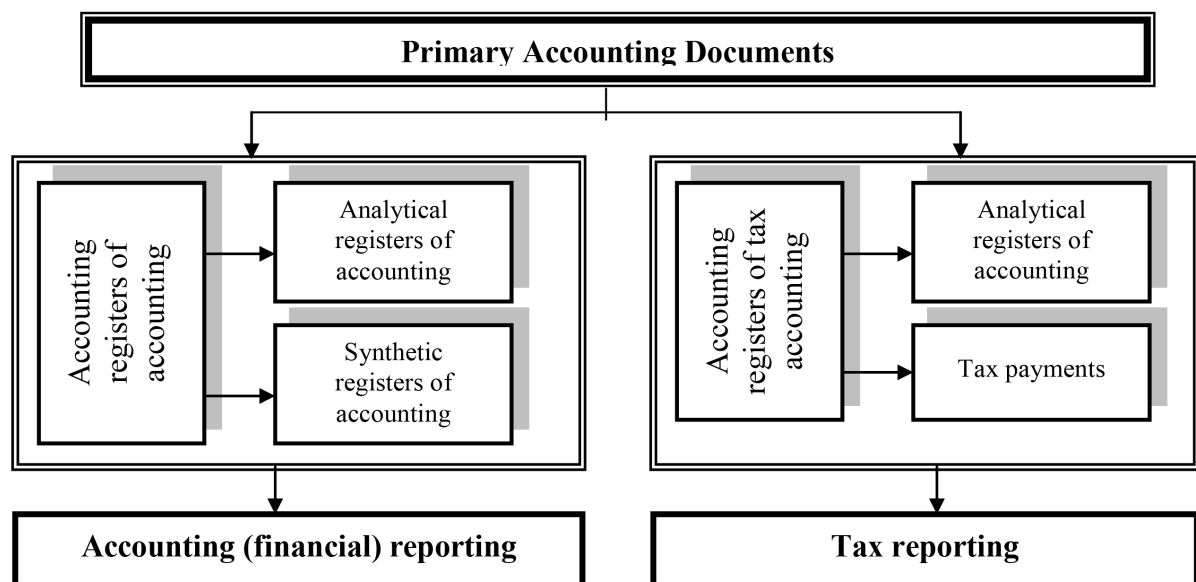 Primary Accounting Documents
Accounting
registers of
accounting
Analytical
registers of
accounting
Synthetic
registers of
accounting
Accounting
registers of tax
accounting
Analytical
registers of
accounting
Tax payments
Accounting (financial) reporting
Tax reporting